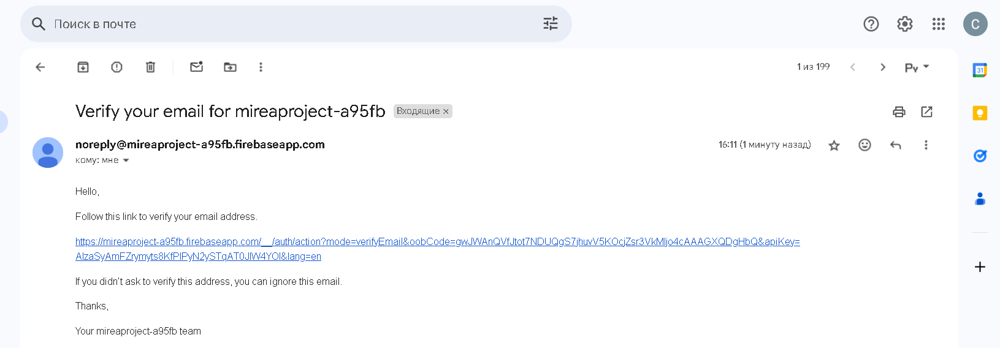 Поиск в почте
C
1 из 199
Ру
31
Verify your email for mireaproject-a95fb
Входящие ×
noreply@mireaproject-a95fb.firebaseapp.com
16:11 (1 минуту назад)
кому: мне
Hello,
Follow this link to verify your email address.
https://mireaproject-a95fb.firebaseapp.com/__/auth/action?mode=verifyEmail&oobCode=gwJWAnQVfJtot7NDUQgS7jhuvV5KOcjZsr3VkMljo4cAAAGXQDgHbQ&apiKey=
AIzaSyAmFZrymyts8KfPIPyN2ySTqAT0JIW4YOI&lang=en
If you didn't ask to verify this address, you can ignore this email.
Thanks,
Your mireaproject-a95fb team